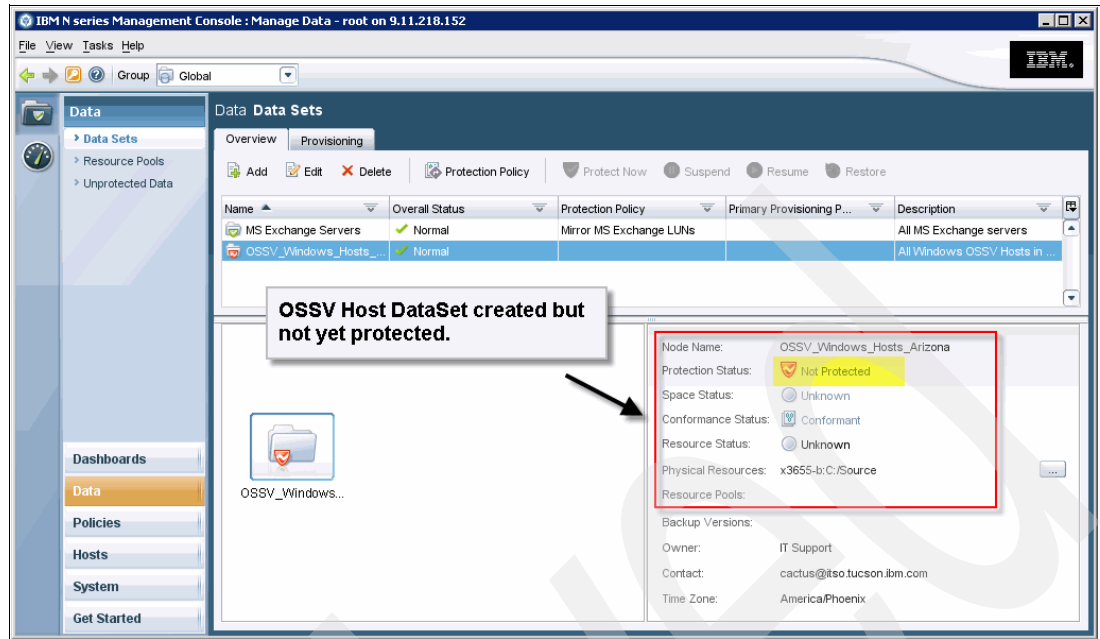 IBM N series Management Console : Manage Data - root on 9.11.218.152
File View Tasks Help
Group Global
IBM.
Data
Data Data Sets
Data Sets
Resource Pools
Unprotected Data
Overview Provisioning
Add Edit Delete Protection Policy Protect Now Suspend Resume Restore
Name Overall Status Protection Policy Primary Provisioning P... Description
MS Exchange Servers Normal Mirror MS Exchange LUNs All MS Exchange servers
OSSV_Windows_Hosts_... Normal All Windows OSSV Hosts in ...
OSSV Host DataSet created but
not yet protected.
OSSV_Windows...
Node Name: OSSV_Windows_Hosts_Arizona
Protection Status: Not Protected
Space Status: Unknown
Conformance Status: Conformant
Resource Status: Unknown
Physical Resources: x3655-b:C:/Source
...
Resource Pools:
Backup Versions:
Owner: IT Support
Contact: cactus@itso.tucson.ibm.com
Time Zone: America/Phoenix
Dashboards
Data
Policies
Hosts
System
Get Started